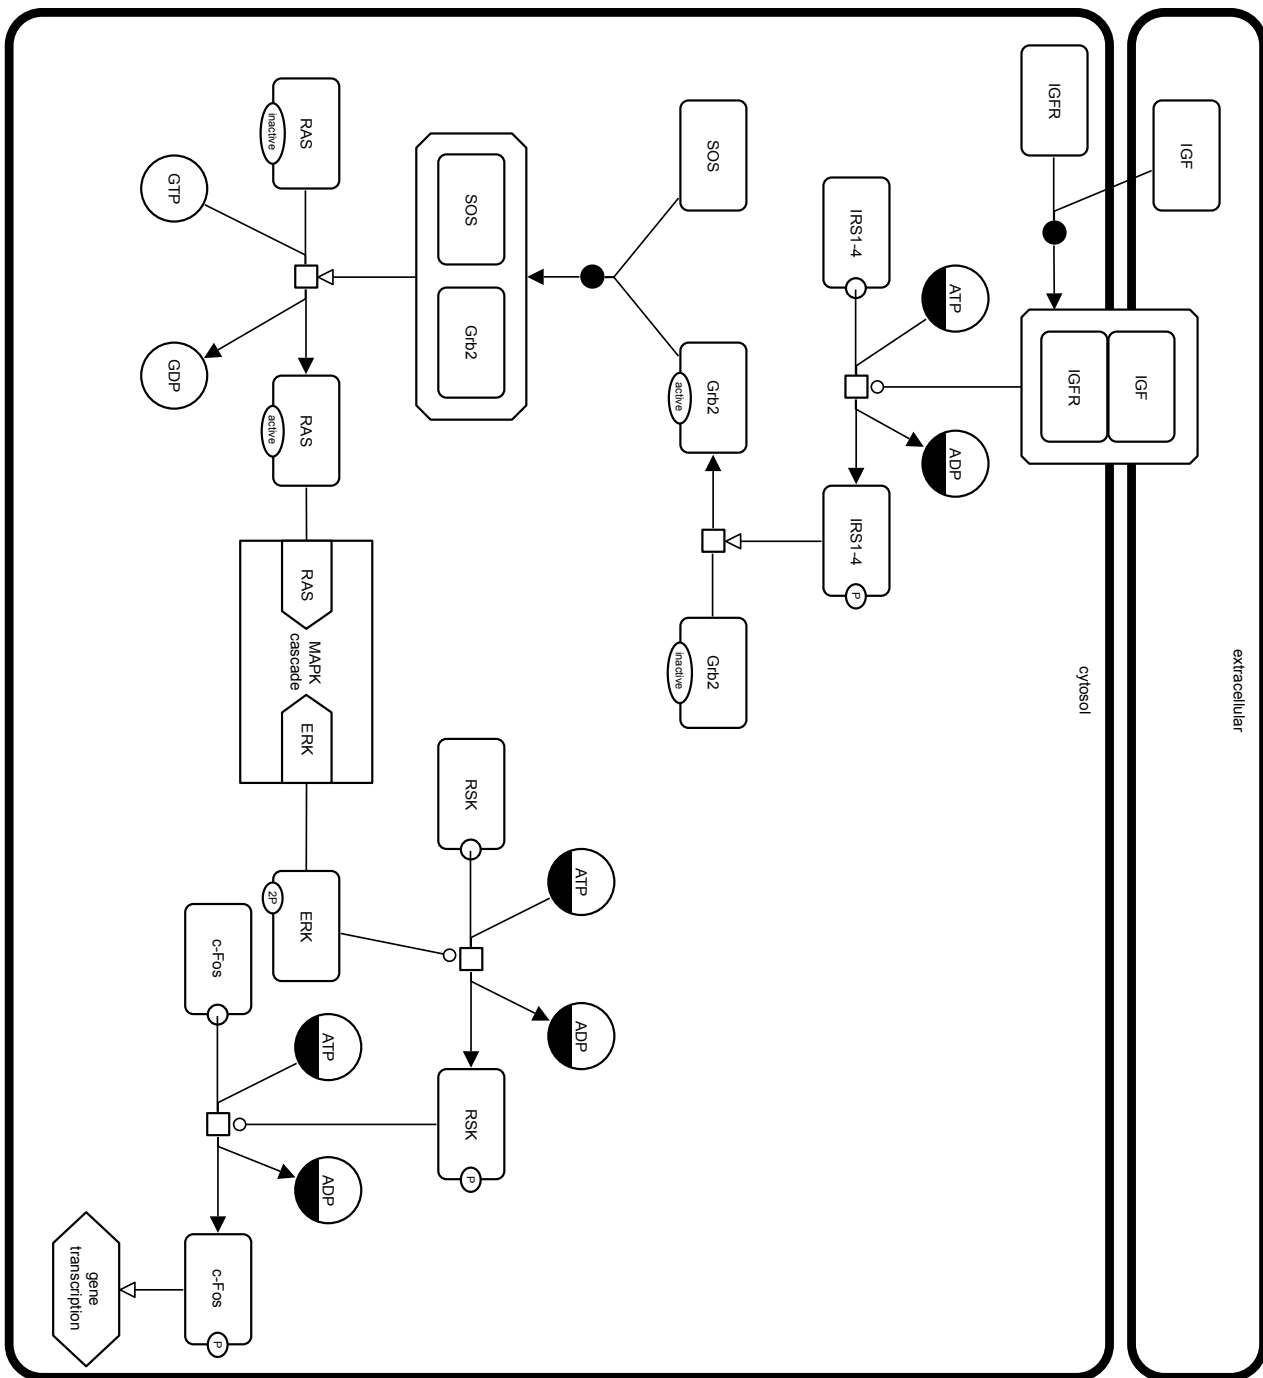 extracellular
IGF
IGFR
cytosol
IGF
IGFR
ATP
ADP
IRS1-4
IRS1-4
P
SOS
Grb2
active
Grb2
inactive
SOS
Grb2
RAS
inactive
RAS
active
GTP
GDP
RAS
MAPK
cascade
ERK
ERK
2P
RSK
ATP
ADP
RSK
P
c-Fos
ATP
ADP
c-Fos
P
gene
transcription